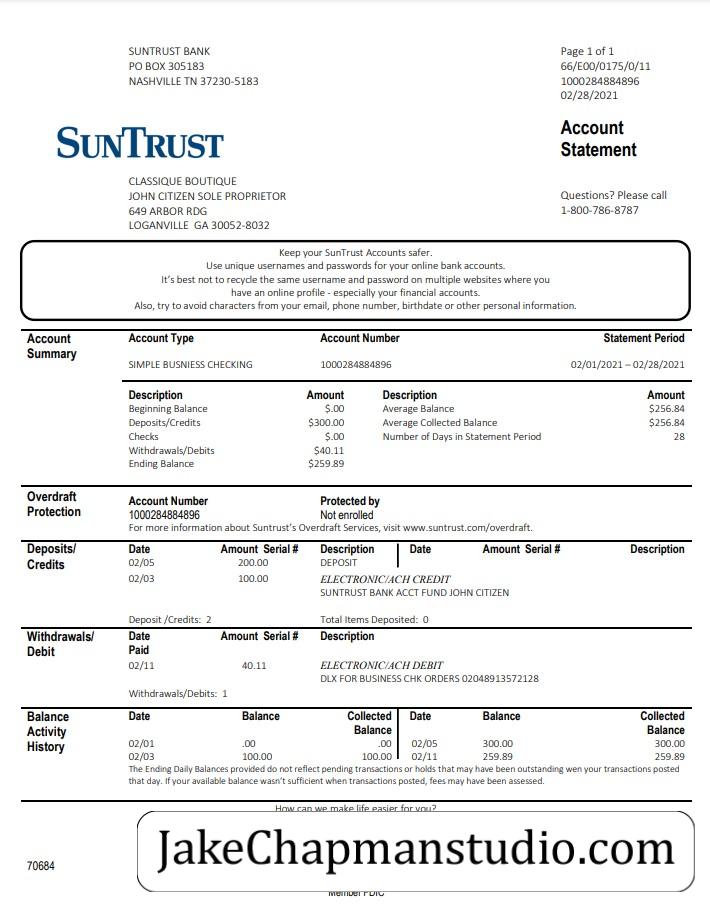 SUNTRUST BANK
PO BOX 305183
NASHVILLE TN 37230-5183
Page 1 of 1
66/E00/0175/0/11
1000284884896
02/28/2021
SUNTRUST
Account
Statement
CLASSIQUE BOUTIQUE
JOHN CITIZEN SOLE PROPRIETOR
649 ARBOR RDG
LOGANVILLE GA 30052-8032
Questions? Please call
1-800-786-8787
Keep your SunTrust Accounts safer.
Use unique usernames and passwords for your online bank accounts.
It's best not to recycle the same username and password on multiple websites where you
have an online profile - especially your financial accounts.
Also, try to avoid characters from your email, phone number, birthdate or other personal information.
Account
Summary
Account Type Account Number Statement Period
SIMPLE BUSNIESS CHECKING 1000284884896 02/01/2021 – 02/28/2021
Description Amount Description Amount
Beginning Balance $.00 Average Balance $256.84
Deposits/Credits $300.00 Average Collected Balance $256.84
Checks $.00 Number of Days in Statement Period 28
Withdrawals/Debits $40.11
Ending Balance $259.89
Overdraft
Protection
Account Number Protected by
1000284884896 Not enrolled
For more information about Suntrust's Overdraft Services, visit www.suntrust.com/overdraft.
Deposits/
Credits
Date Amount Serial # Description Date Amount Serial # Description
02/05 200.00 DEPOSIT
02/03 100.00 ELECTRONIC/ACH CREDIT
SUNTRUST BANK ACCT FUND JOHN CITIZEN
Deposit /Credits: 2 Total Items Deposited: 0
Withdrawals/
Debit
Date Amount Serial # Description
Paid
02/11 40.11 ELECTRONIC/ACH DEBIT
DLX FOR BUSINESS CHK ORDERS 02048913572128
Withdrawals/Debits: 1
Balance
Activity
History
Date Balance Collected Date Balance Collected
Balance Balance
02/01 .00 .00 02/05 300.00 300.00
02/03 100.00 100.00 02/11 259.89 259.89
The Ending Daily Balances provided do not reflect pending transactions or holds that may have been outstanding wen your transactions posted
that day. If your available balance wasn't sufficient when transactions posted, fees may have been assessed.
How can we make life easier for you?
JakeChapmanstudio.com
70684
Member FDIC